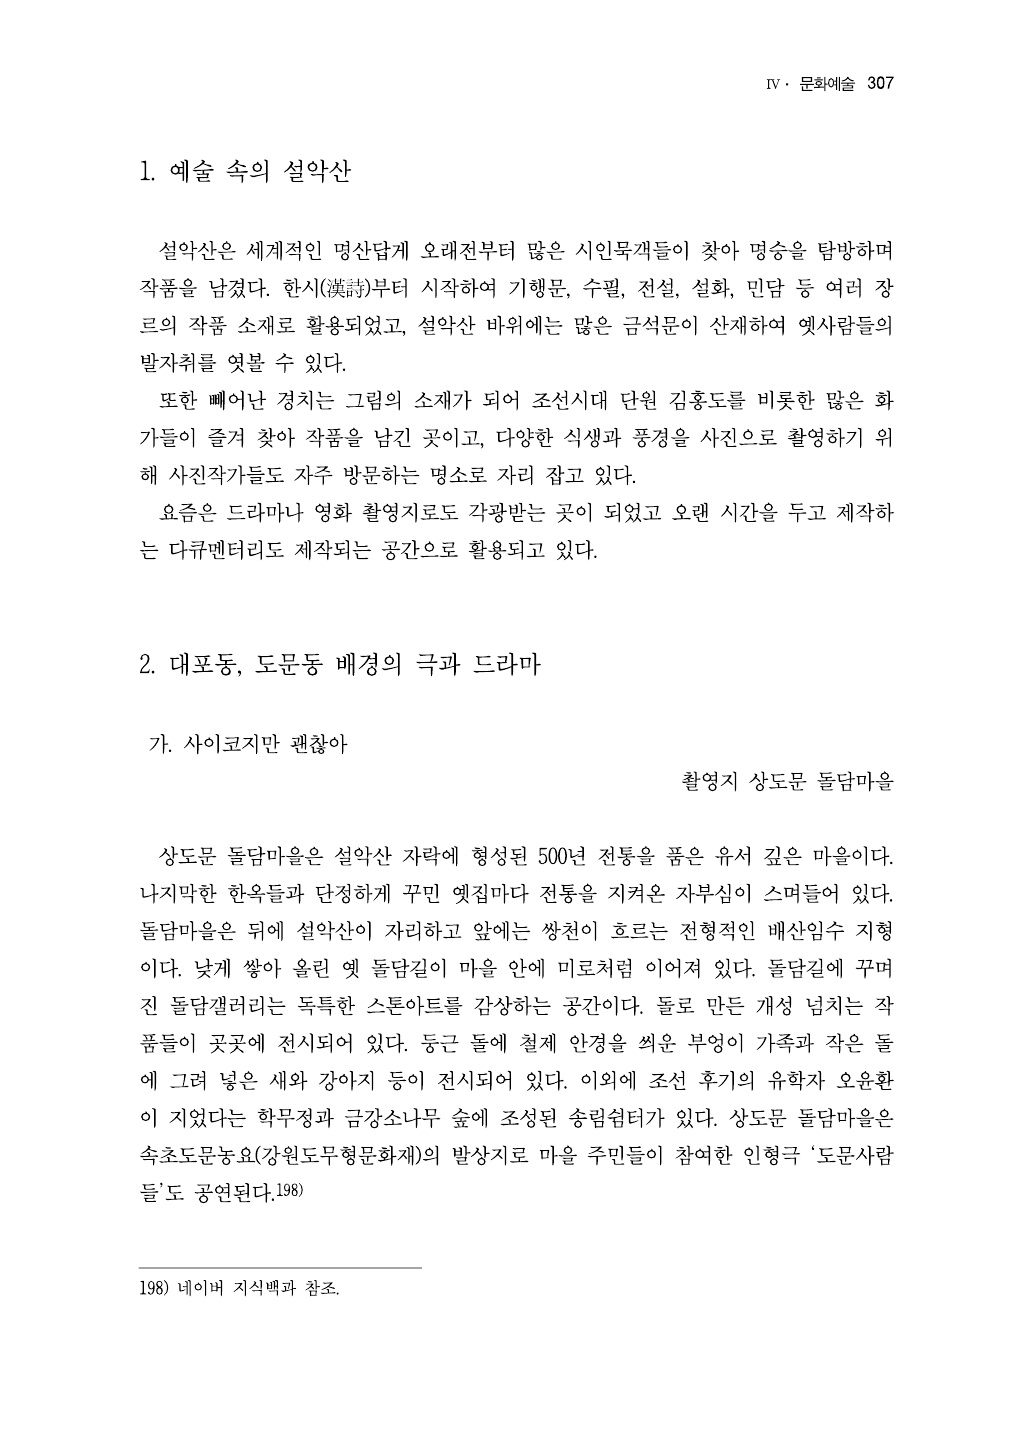 Ⅳ· 문화예술 307
1. 예술 속의 설악산
설악산은 세계적인 명산답게 오래전부터 많은 시인묵객들이 찾아 명승을 탐방하며
작품을 남겼다. 한시(漢詩)부터 시작하여 기행문, 수필, 전설, 설화, 민담 등 여러 장
르의 작품 소재로 활용되었고, 설악산 바위에는 많은 금석문이 산재하여 옛사람들의
발자취를 엿볼 수 있다.
또한 빼어난 경치는 그림의 소재가 되어 조선시대 단원 김홍도를 비롯한 많은 화
가들이 즐겨 찾아 작품을 남긴 곳이고, 다양한 식생과 풍경을 사진으로 촬영하기 위
해 사진작가들도 자주 방문하는 명소로 자리 잡고 있다.
요즘은 드라마나 영화 촬영지로도 각광받는 곳이 되었고 오랜 시간을 두고 제작하
는 다큐멘터리도 제작되는 공간으로 활용되고 있다.
2. 대포동, 도문동 배경의 극과 드라마
가. 사이코지만 괜찮아
촬영지 상도문 돌담마을
상도문 돌담마을은 설악산 자락에 형성된 500년 전통을 품은 유서 깊은 마을이다.
나지막한 한옥들과 단정하게 꾸민 옛집마다 전통을 지켜온 자부심이 스며들어 있다.
돌담마을은 뒤에 설악산이 자리하고 앞에는 쌍천이 흐르는 전형적인 배산임수 지형
이다. 낮게 쌓아 올린 옛 돌담길이 마을 안에 미로처럼 이어져 있다. 돌담길에 꾸며
진 돌담갤러리는 독특한 스톤아트를 감상하는 공간이다. 돌로 만든 개성 넘치는 작
품들이 곳곳에 전시되어 있다. 둥근 돌에 철제 안경을 씌운 부엉이 가족과 작은 돌
에 그려 넣은 새와 강아지 등이 전시되어 있다. 이외에 조선 후기의 유학자 오윤환
이 지었다는 학무정과 금강소나무 숲에 조성된 송림쉼터가 있다. 상도문 돌담마을은
속초도문농요(강원도무형문화재)의 발상지로 마을 주민들이 참여한 인형극 ‘도문사람
들’도 공연된다.198)
198) 네이버 지식백과 참조.